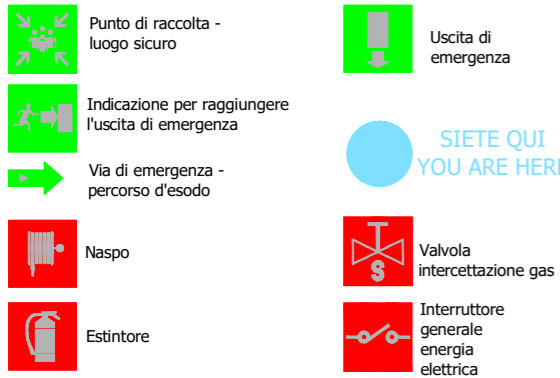 Punto di raccolta -
luogo sicuro
Indicazione per raggiungere
l'uscita di emergenza
Via di emergenza -
percorso d'esodo
Naspo
Estintore
Uscita di
emergenza
SIETE QUI
YOU ARE HERE
S
Valvola
intercettazione gas
Interruttore
generale
energia
elettrica